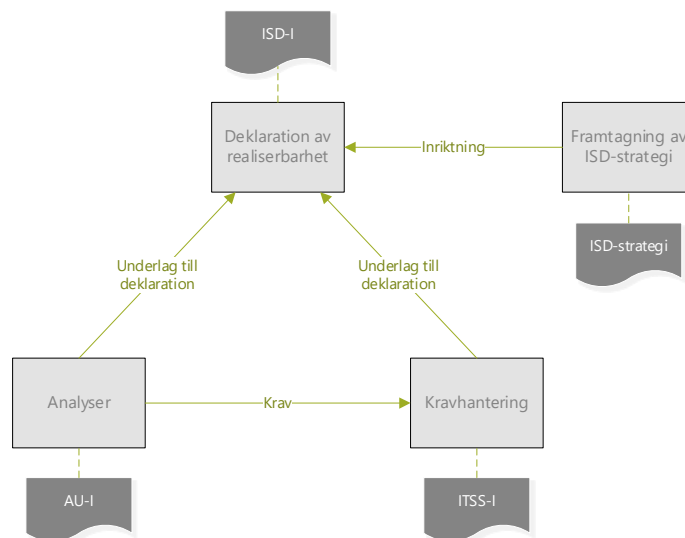 ISD-I
Deklaration av
realiserbarhet
Inriktning
Framtagning av
ISD-strategi
ISD-strategi
Underlag till
deklaration
Underlag till
deklaration
Analyser
Krav
Kravhantering
AU-I
ITSS-I